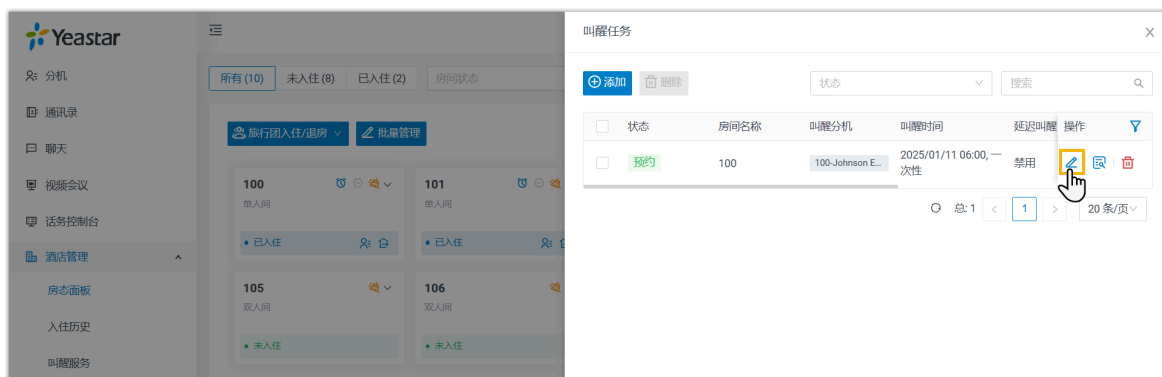 Yeastar
分机
通讯录
聊天
视频会议
话务控制台
酒店管理
房态面板
入住历史
叫醒服务
所有 (10) 未入住 (8) 已入住 (2) 房间状态
旅行团入住/退房 批量管理
100 101
单人间 单人间
已入住 已入住
105 106
双人间 双人间
未入住 未入住
叫醒任务
添加 删除 状态 搜索
状态 房间名称 叫醒分机 叫醒时间 延迟叫醒 操作
预约 100 100-Johnson E... 2025/01/11 06:00, 一
次性 禁用
总: 1 1 20 条/页